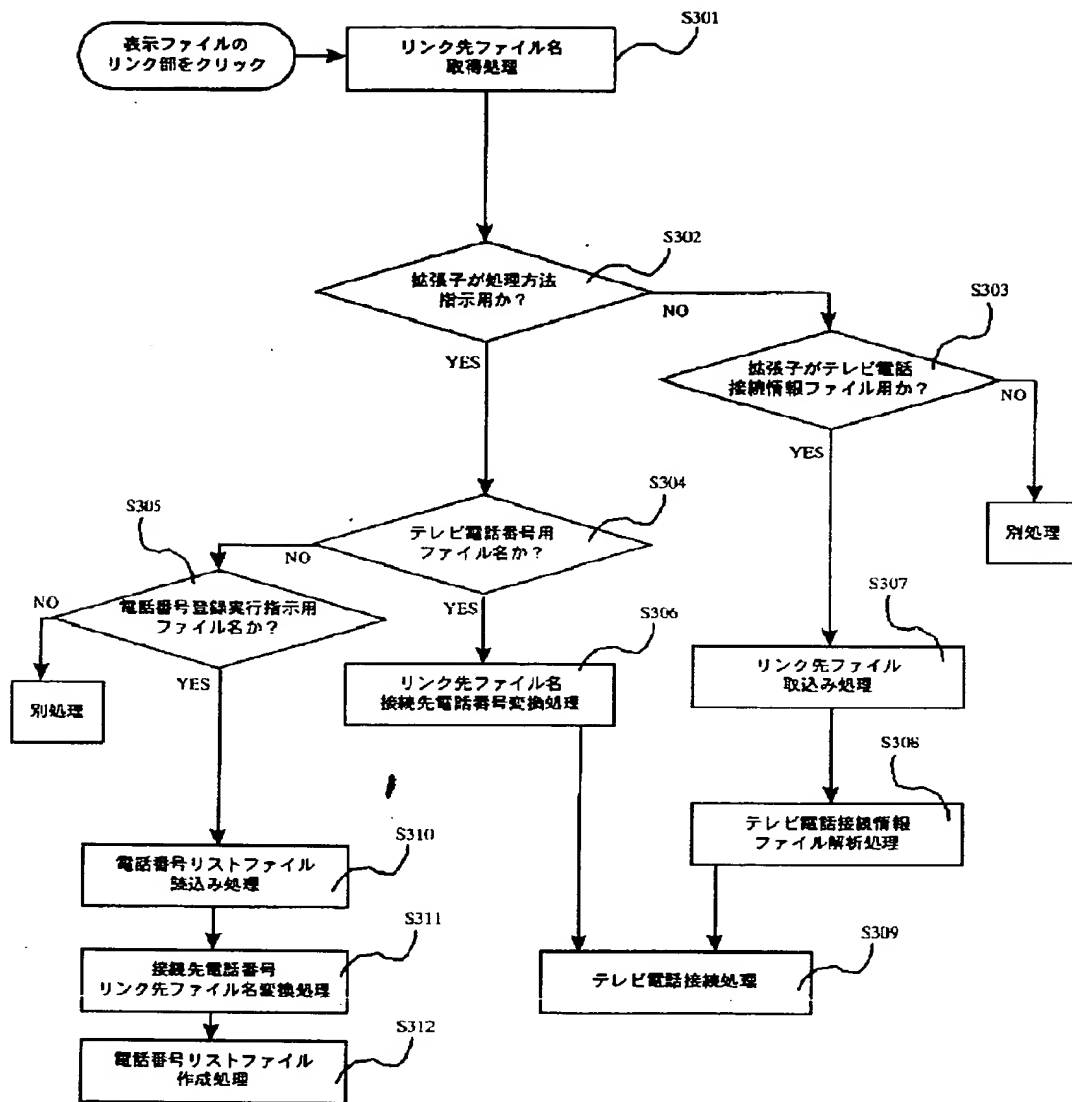 S301
表示ファイルの
リンク部をクリック
リンク先ファイル名
取得処理
S302
拡張子が処理方法
指示用か？
NO
YES
S303
拡張子がテレビ電話
接続情報ファイル用か？
NO
YES
S304
テレビ電話番号用
ファイル名か？
NO
YES
S305
電話番号登録実行指示用
ファイル名か？
NO
YES
別処理
別処理
S306
リンク先ファイル名
接続先電話番号変換処理
S307
リンク先ファイル
取込み処理
S308
テレビ電話接続情報
ファイル解析処理
S309
テレビ電話接続処理
S310
電話番号リストファイル
読込み処理
S311
接続先電話番号
リンク先ファイル名変換処理
S312
電話番号リストファイル
作成処理